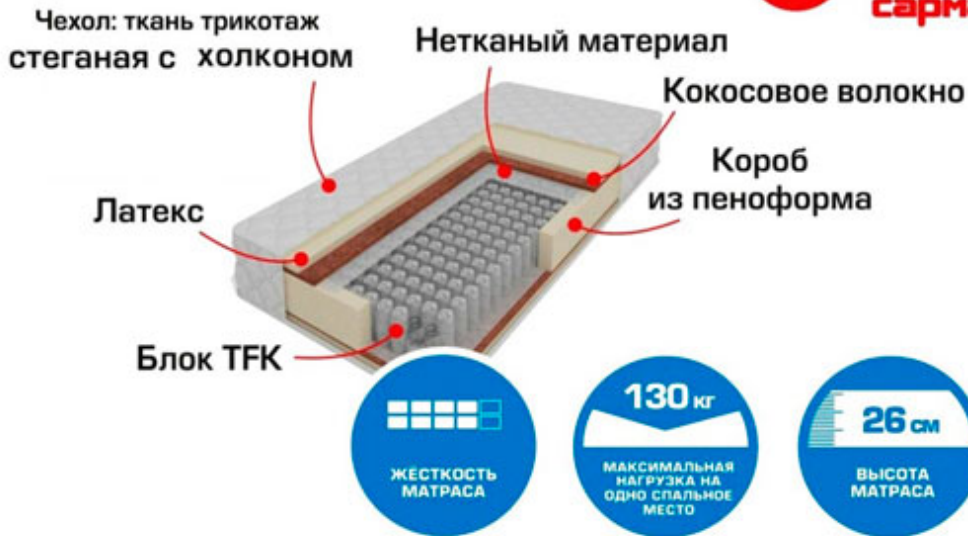 Чехол: ткань трикотаж
стеганая с холконом
Нетканый материал
Кокосовое волокно
Короб
из пеноформа
Латекс
Блок TFK
130 кг
26 см
ЖЁСТКОСТЬ
МАТРАСА
МАКСИМАЛЬНАЯ
НАГРУЗКА НА
ОДНО СПАЛЬНОЕ
МЕСТО
ВЫСОТА
МАТРАСА